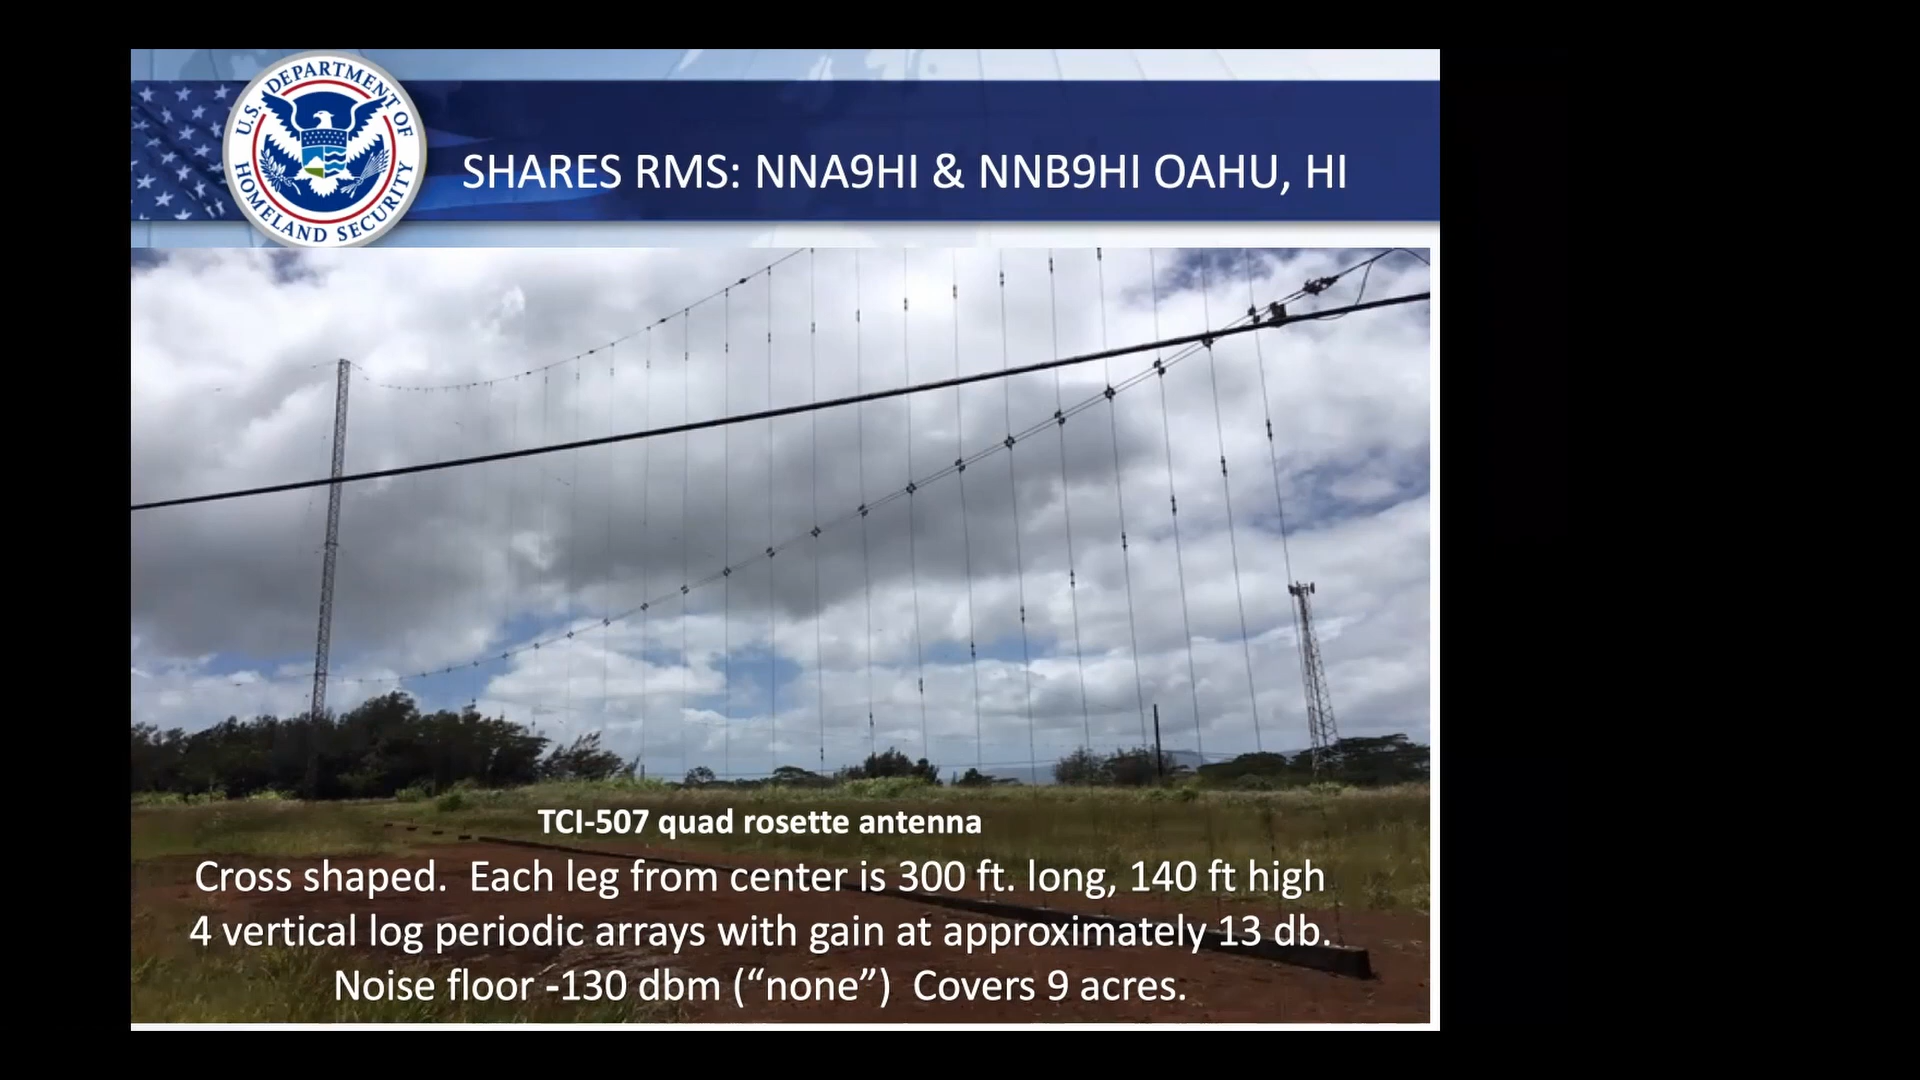 U.S. DEPARTMENT OF
HOMELAND SECURITY
SHARES RMS: NNA9HI & NNB9HI OAHU, HI
TCI-507 quad rosette antenna
Cross shaped.  Each leg from center is 300 ft. long, 140 ft high
4 vertical log periodic arrays with gain at approximately 13 db.
Noise floor -130 dbm (“none”)  Covers 9 acres.